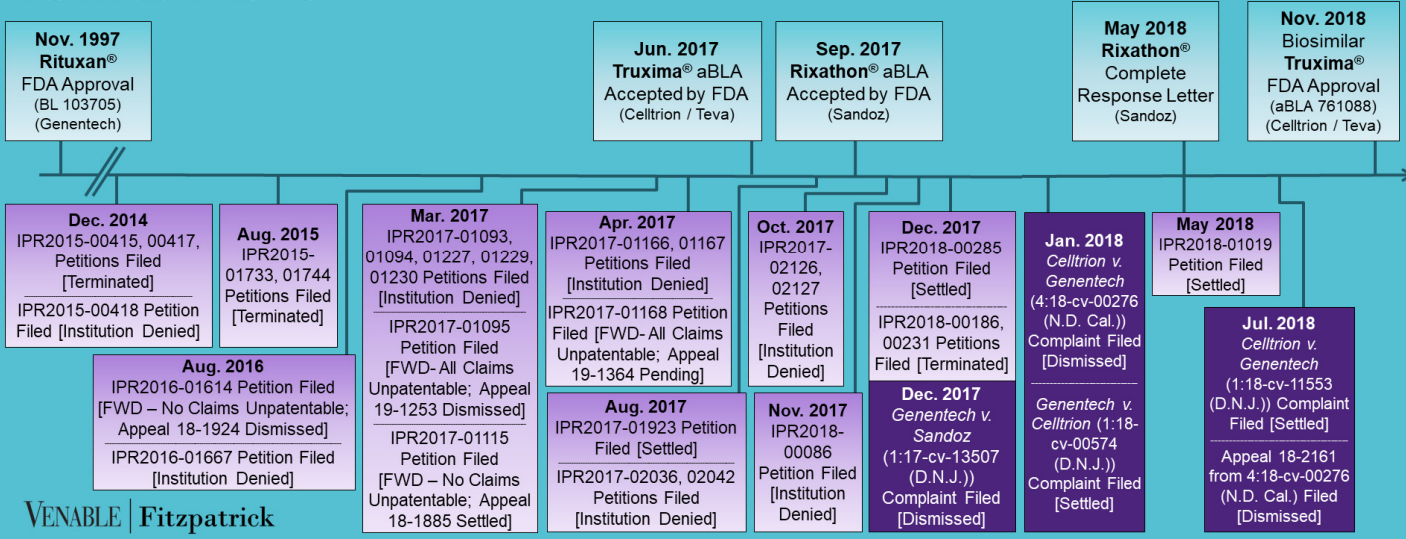 Nov. 1997
Rituxan®
FDA Approval
(BL 103705)
(Genentech)
Jun. 2017
Truxima® aBLA
Accepted by FDA
(Celltrion / Teva)
Sep. 2017
Rixathon® aBLA
Accepted by FDA
(Sandoz)
May 2018
Rixathon®
Complete
Response Letter
(Sandoz)
Nov. 2018
Biosimilar
Truxima®
FDA Approval
(aBLA 761088)
(Celltrion / Teva)
Dec. 2014
IPR2015-00415, 00417,
Petitions Filed
[Terminated]
IPR2015-00418 Petition
Filed [Institution Denied]
Aug. 2015
IPR2015-
01733, 01744
Petitions Filed
[Terminated]
Aug. 2016
IPR2016-01614 Petition Filed
[FWD – No Claims Unpatentable;
Appeal 18-1924 Dismissed]
IPR2016-01667 Petition Filed
[Institution Denied]
Mar. 2017
IPR2017-01093,
01094, 01227, 01229,
01230 Petitions Filed
[Institution Denied]
IPR2017-01095
Petition Filed
[FWD- All Claims
Unpatentable; Appeal
19-1253 Dismissed]
IPR2017-01115
Petition Filed
[FWD – No Claims
Unpatentable; Appeal
18-1885 Settled]
Apr. 2017
IPR2017-01166, 01167
Petitions Filed
[Institution Denied]
IPR2017-01168 Petition
Filed [FWD- All Claims
Unpatentable; Appeal
19-1364 Pending]
Aug. 2017
IPR2017-01923 Petition
Filed [Settled]
IPR2017-02036, 02042
Petitions Filed
[Institution Denied]
Oct. 2017
IPR2017-
02126,
02127
Petitions
Filed
[Institution
Denied]
Nov. 2017
IPR2018-
00086
Petition Filed
[Institution
Denied]
Dec. 2017
IPR2018-00285
Petition Filed
[Settled]
IPR2018-00186,
00231 Petitions
Filed [Terminated]
Dec. 2017
Genentech v.
Sandoz
(1:17-cv-13507
(D.N.J.))
Complaint Filed
[Dismissed]
Jan. 2018
Celltrion v.
Genentech
(4:18-cv-00276
(N.D. Cal.))
Complaint Filed
[Dismissed]
Genentech v.
Celltrion (1:18-
cv-00574
(D.N.J.))
Complaint Filed
[Settled]
May 2018
IPR2018-01019
Petition Filed
[Settled]
Jul. 2018
Celltrion v.
Genentech
(1:18-cv-11553
(D.N.J.)) Complaint
Filed [Settled]
Appeal 18-2161
from 4:18-cv-00276
(N.D. Cal.) Filed
[Dismissed]
VENABLE | Fitzpatrick